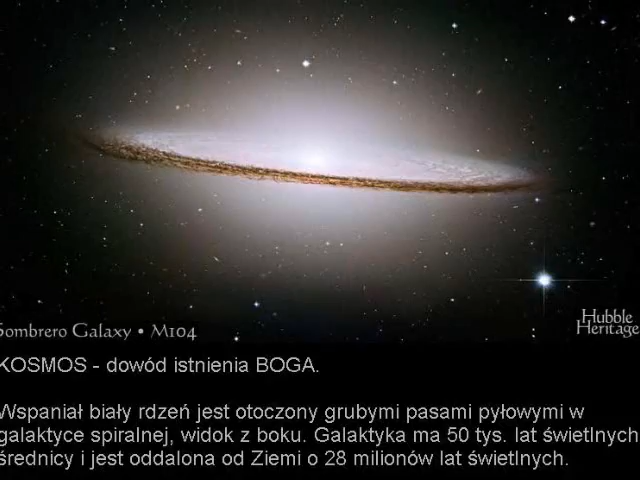 Sombrero Galaxy • M104
Hubble
Heritage
KOSMOS - dowód istnienia BOGA.
Wspaniał biały rdzeń jest otoczony grubymi pasami pyłowymi w
galaktyce spiralnej, widok z boku. Galaktyka ma 50 tys. lat świetlnych
średnicy i jest oddalona od Ziemi o 28 milionów lat świetlnych.